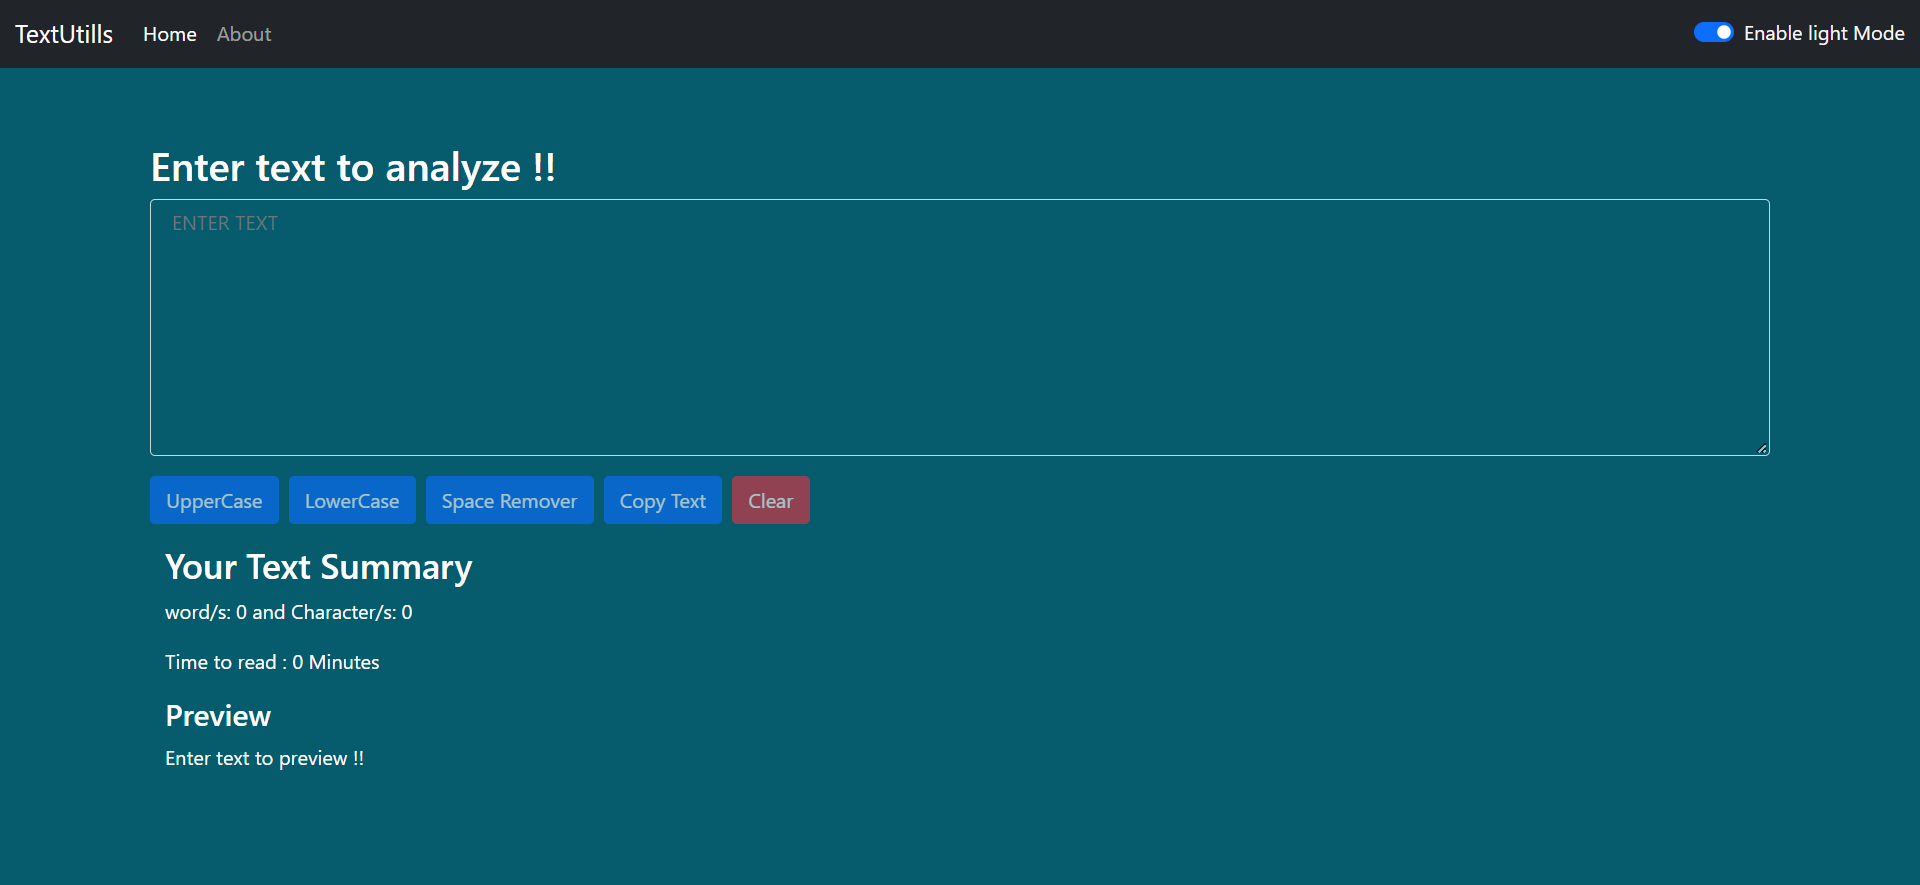 TextUtills Home About Enable light Mode
Enter text to analyze !!
ENTER TEXT
UpperCase LowerCase Space Remover Copy Text Clear
Your Text Summary
word/s: 0 and Character/s: 0
Time to read : 0 Minutes
Preview
Enter text to preview !!